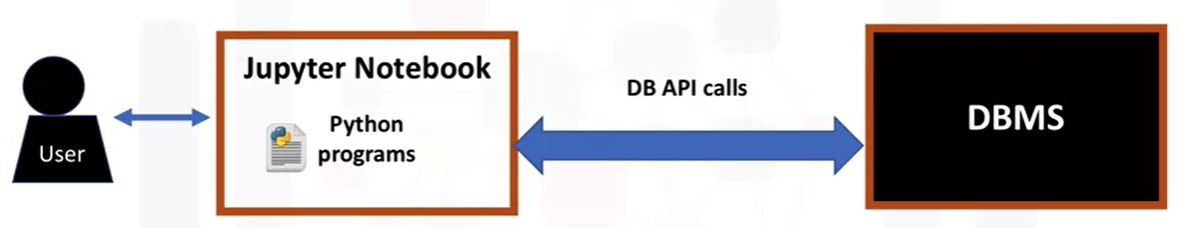 User
Jupyter Notebook
Python
programs
DB API calls
DBMS